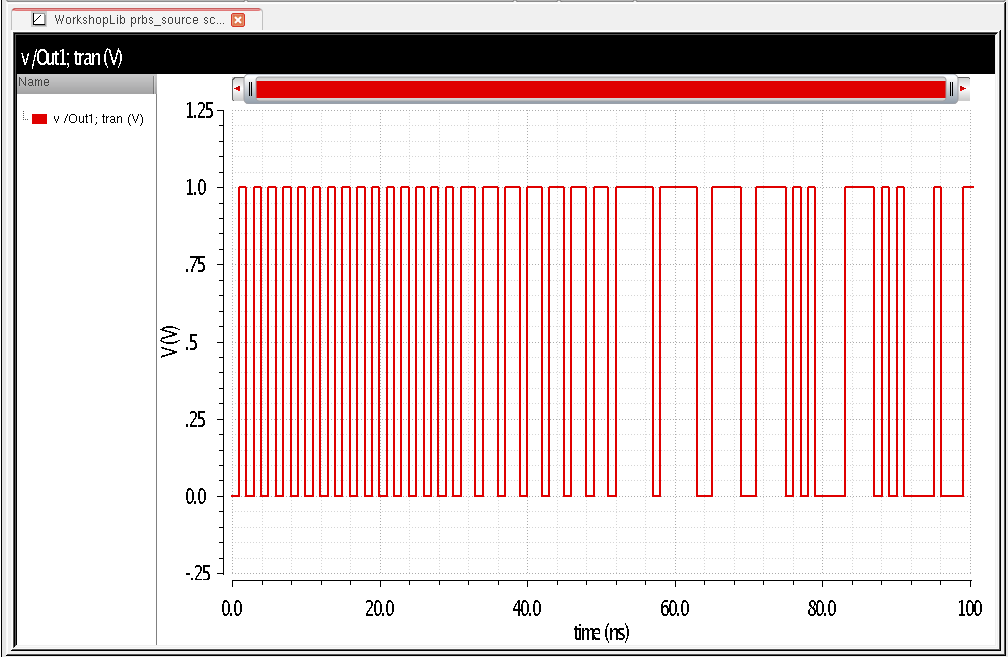 WorkshopLib prbs_source sc...
v /Out1; tran (V)
Name
v /Out1; tran (V)
1.25
1.0
.75
.5
.25
0.0
-.25
V (V)
0.0 20.0 40.0 60.0 80.0 100
time (ns)